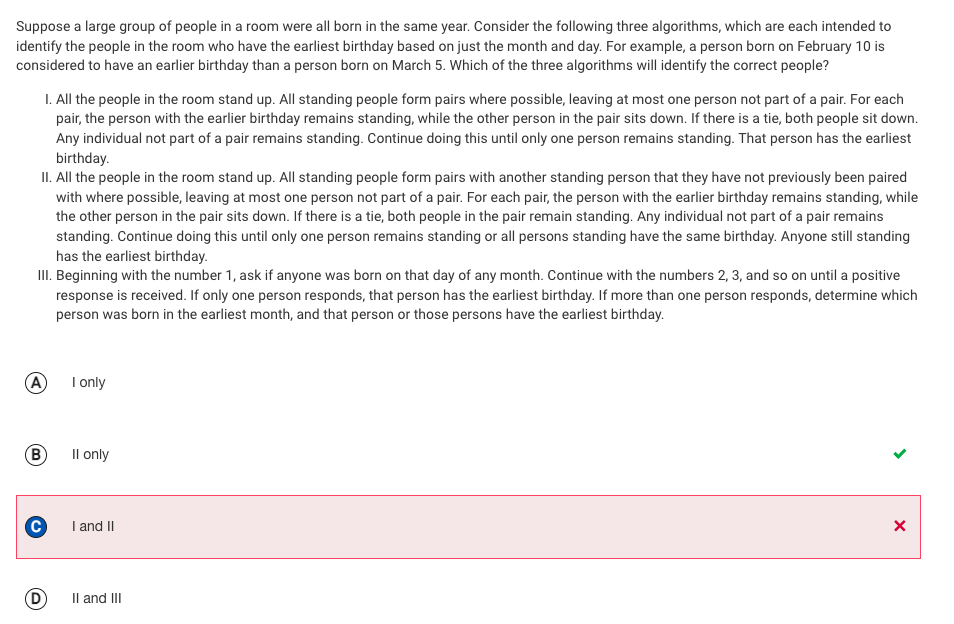 Suppose a large group of people in a room were all born in the same year. Consider the following three algorithms, which are each intended to
identify the people in the room who have the earliest birthday based on just the month and day. For example, a person born on February 10 is
considered to have an earlier birthday than a person born on March 5. Which of the three algorithms will identify the correct people?
I. All the people in the room stand up. All standing people form pairs where possible, leaving at most one person not part of a pair. For each
pair, the person with the earlier birthday remains standing, while the other person in the pair sits down. If there is a tie, both people sit down.
Any individual not part of a pair remains standing. Continue doing this until only one person remains standing. That person has the earliest
birthday.
II. All the people in the room stand up. All standing people form pairs with another standing person that they have not previously been paired
with where possible, leaving at most one person not part of a pair. For each pair, the person with the earlier birthday remains standing, while
the other person in the pair sits down. If there is a tie, both people in the pair remain standing. Any individual not part of a pair remains
standing. Continue doing this until only one person remains standing or all persons standing have the same birthday. Anyone still standing
has the earliest birthday.
III. Beginning with the number 1, ask if anyone was born on that day of any month. Continue with the numbers 2, 3, and so on until a positive
response is received. If only one person responds, that person has the earliest birthday. If more than one person responds, determine which
person was born in the earliest month, and that person or those persons have the earliest birthday.
A I only
B II only
C I and II
D II and III